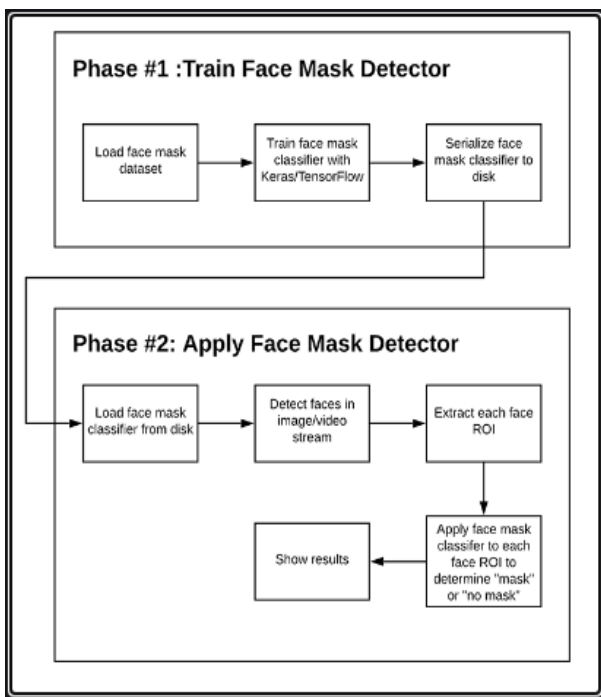 Phase #1 :Train Face Mask Detector
Load face mask
dataset
Train face mask
classifier with
Keras/TensorFlow
Serialize face
mask classifier to
disk
Phase #2: Apply Face Mask Detector
Load face mask
classifier from disk
Detect faces in
image/video
stream
Extract each face
ROI
Apply face mask
classifer to each
face ROI to
determine "mask"
or "no mask"
Show results